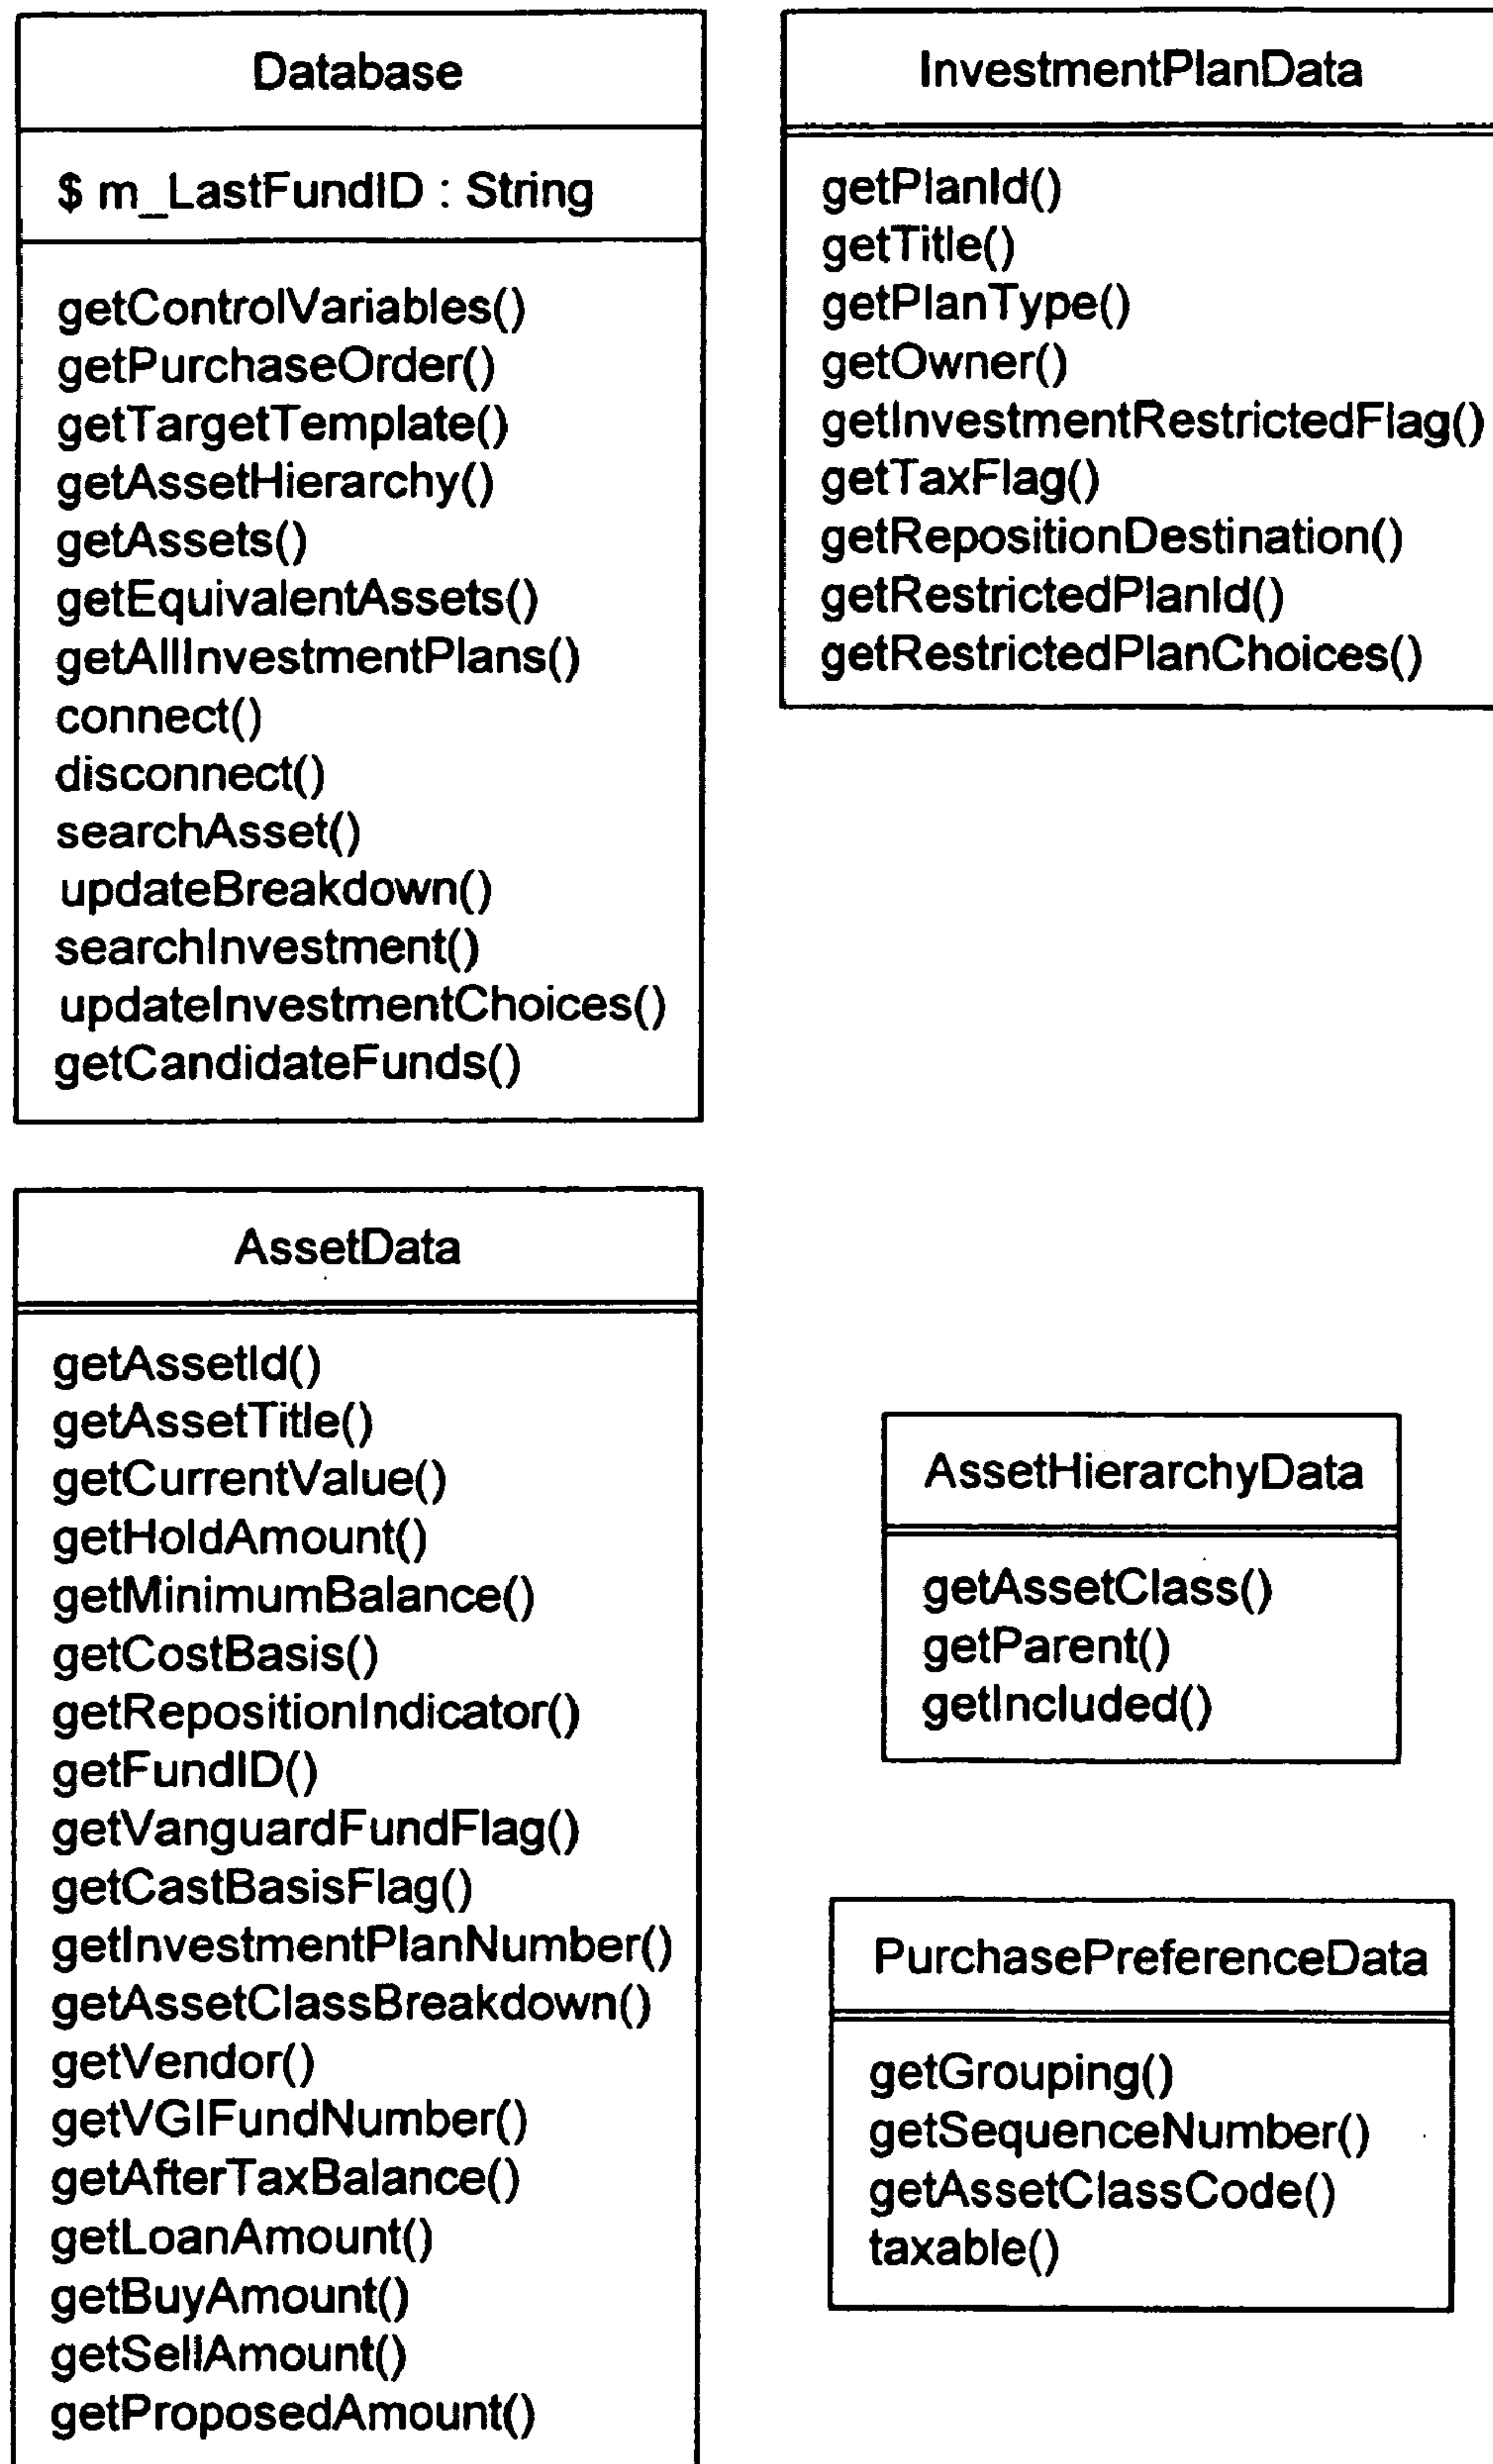 Database
$ m_LastFundID : String
getControlVariables()
getPurchaseOrder()
getTargetTemplate()
getAssetHierarchy()
getAssets()
getEquivalentAssets()
getAllInvestmentPlans()
connect()
disconnect()
searchAsset()
updateBreakdown()
searchInvestment()
updateInvestmentChoices()
getCandidateFunds()
InvestmentPlanData
getPlanId()
getTitle()
getPlanType()
getOwner()
getInvestmentRestrictedFlag()
getTaxFlag()
getRepositionDestination()
getRestrictedPlanId()
getRestrictedPlanChoices()
AssetData
getAssetId()
getAssetTitle()
getCurrentValue()
getHoldAmount()
getMinimumBalance()
getCostBasis()
getRepositionIndicator()
getFundID()
getVanguardFundFlag()
getCastBasisFlag()
getInvestmentPlanNumber()
getAssetClassBreakdown()
getVendor()
getVGIFundNumber()
getAfterTaxBalance()
getLoanAmount()
getBuyAmount()
getSellAmount()
getProposedAmount()
AssetHierarchyData
getAssetClass()
getParent()
getIncluded()
PurchasePreferenceData
getGrouping()
getSequenceNumber()
getAssetClassCode()
taxable()